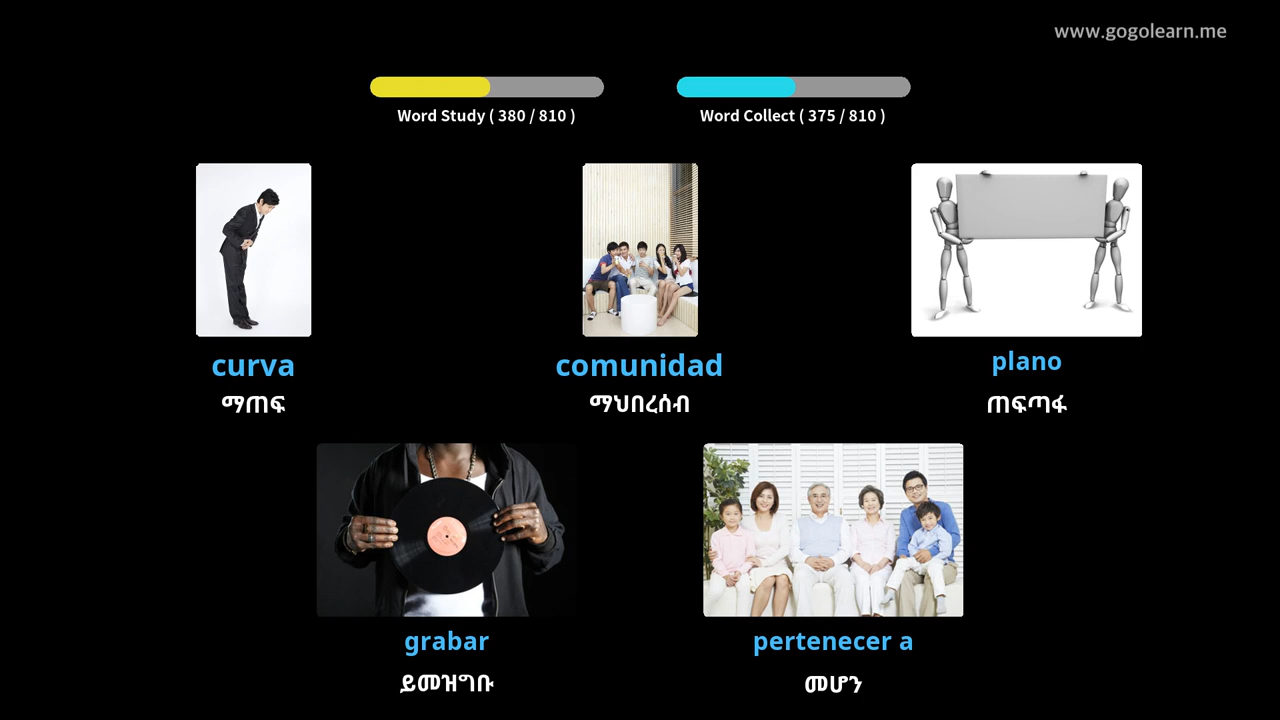 www.gogolearn.me
Word Study ( 380 / 810 )
Word Collect ( 375 / 810 )
curva
ማጠፍ
comunidad
ማህበረሰብ
plano
ጠፍጣፋ
grabar
ይመዝግቡ
pertenecer a
መሆን